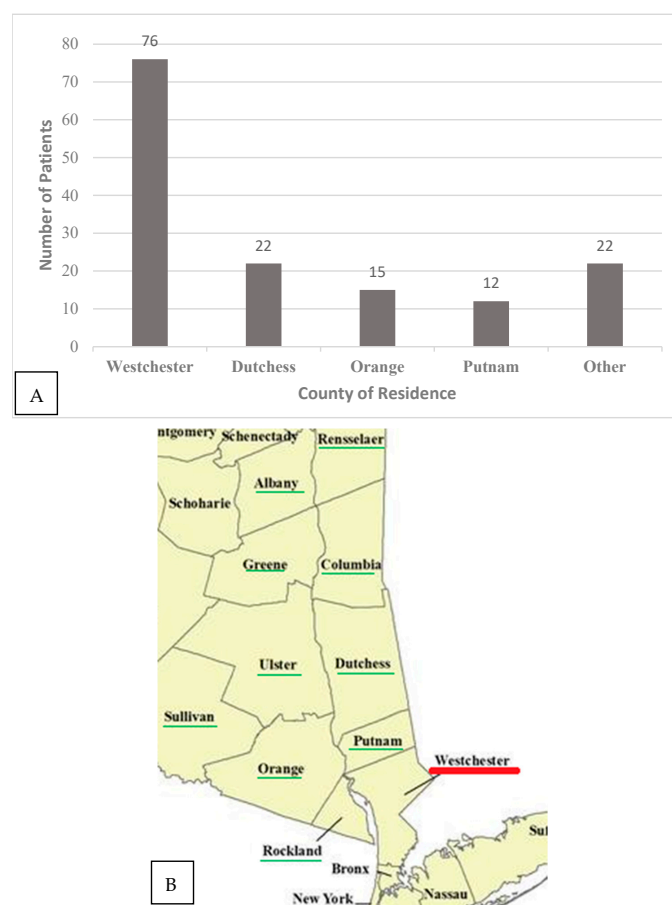 80
76
70
60
50
40
30
22
22
20
15
12
10
0
Number of Patients
Westchester Dutchess Orange Putnam Other
County of Residence
A
ntgomery Schenectady Rensselaer
Albany
Schoharie
Greene Columbia
Ulster Dutchess
Sullivan
Putnam
Westchester
Orange
Rockland
Suf
Bronx
Nassau
New York
B